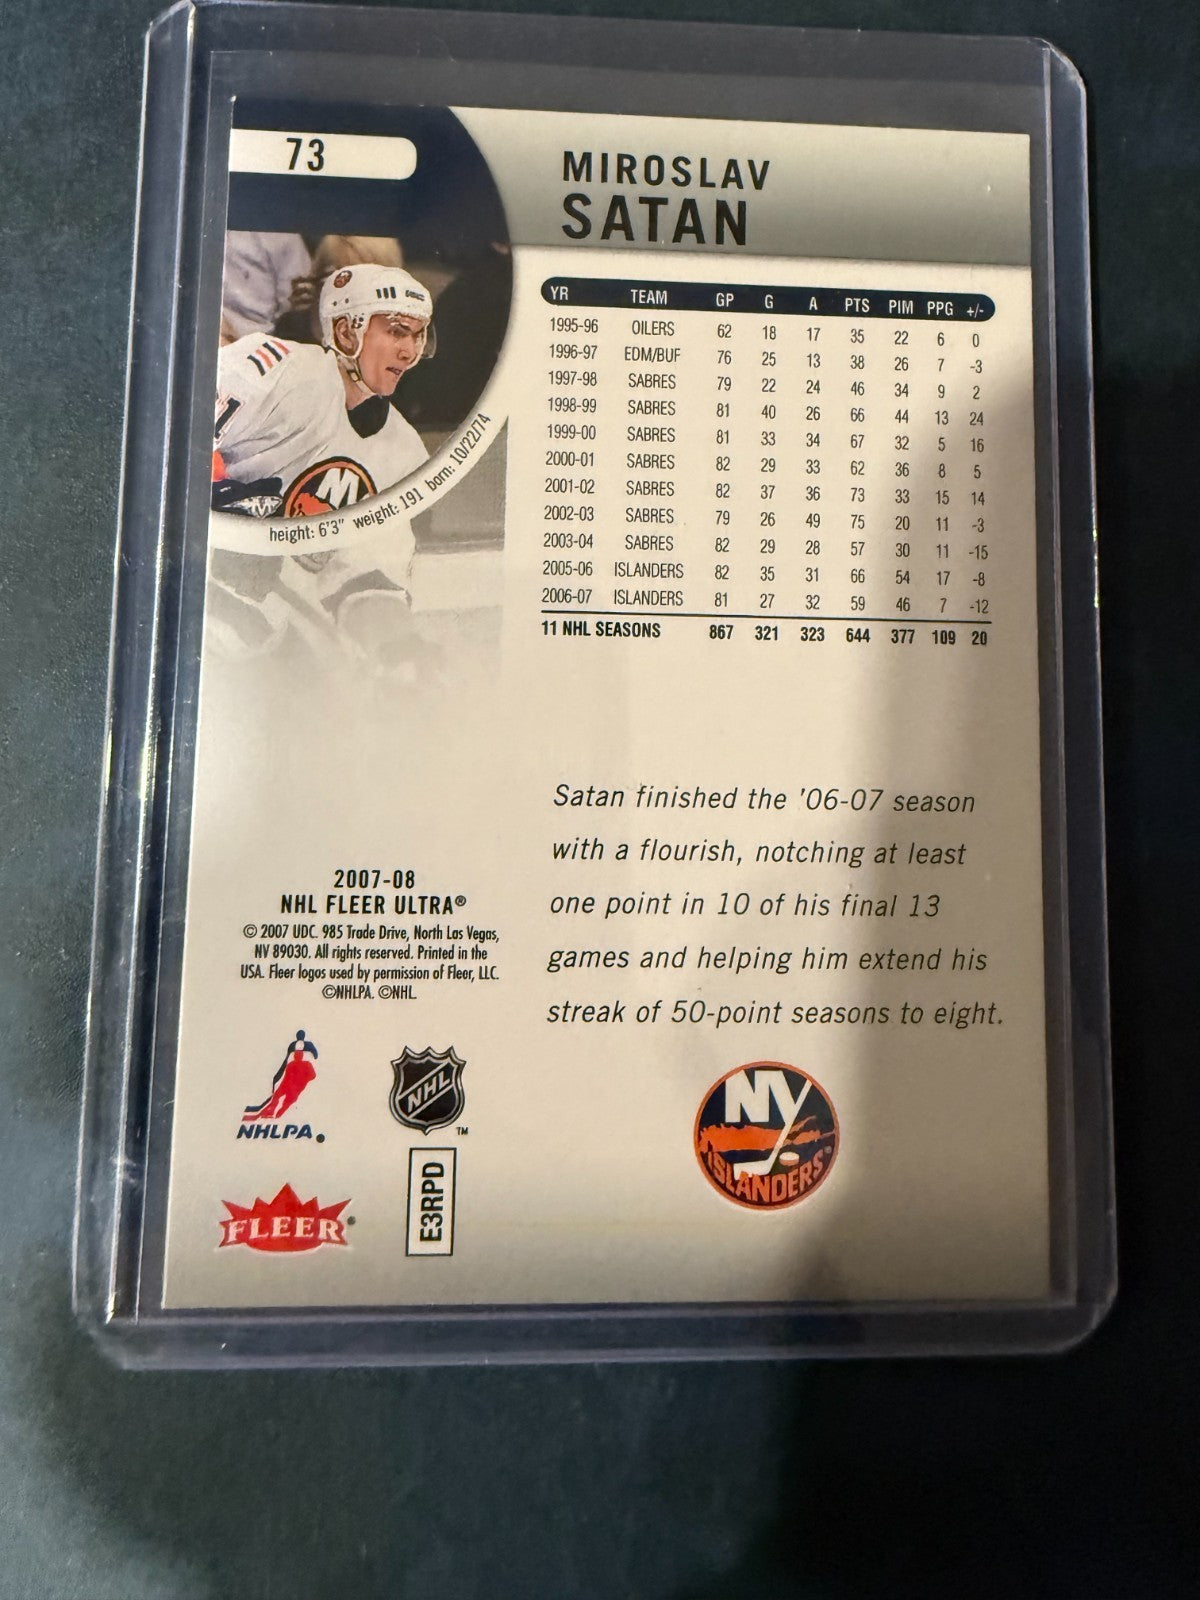 73
MIROSLAV
SATAN
height: 6'3" weight: 191 born: 10/22/74
YR TEAM GP G A PTS PIM PPG +/-
1995-96 OILERS 62 18 17 35 22 6 0
1996-97 EDM/BUF 76 25 13 38 26 7 -3
1997-98 SABRES 79 22 24 46 34 9 2
1998-99 SABRES 81 40 26 66 44 13 24
1999-00 SABRES 81 33 34 67 32 5 16
2000-01 SABRES 82 29 33 62 36 8 5
2001-02 SABRES 82 37 36 73 33 15 14
2002-03 SABRES 79 26 49 75 20 11 -3
2003-04 SABRES 82 29 28 57 30 11 -15
2005-06 ISLANDERS 82 35 31 66 54 17 -8
2006-07 ISLANDERS 81 27 32 59 46 7 -12
11 NHL SEASONS 867 321 323 644 377 109 20
Satan finished the '06-07 season
with a flourish, notching at least
one point in 10 of his final 13
games and helping him extend his
streak of 50-point seasons to eight.
2007-08
NHL FLEER ULTRA®
© 2007 UDC. 985 Trade Drive, North Las Vegas,
NV 89030. All rights reserved. Printed in the
USA. Fleer logos used by permission of Fleer, LLC.
©NHLPA. ©NHL.
NHLPA®
NHL™
NY
ISLANDERS
FLEER®
E3RPD